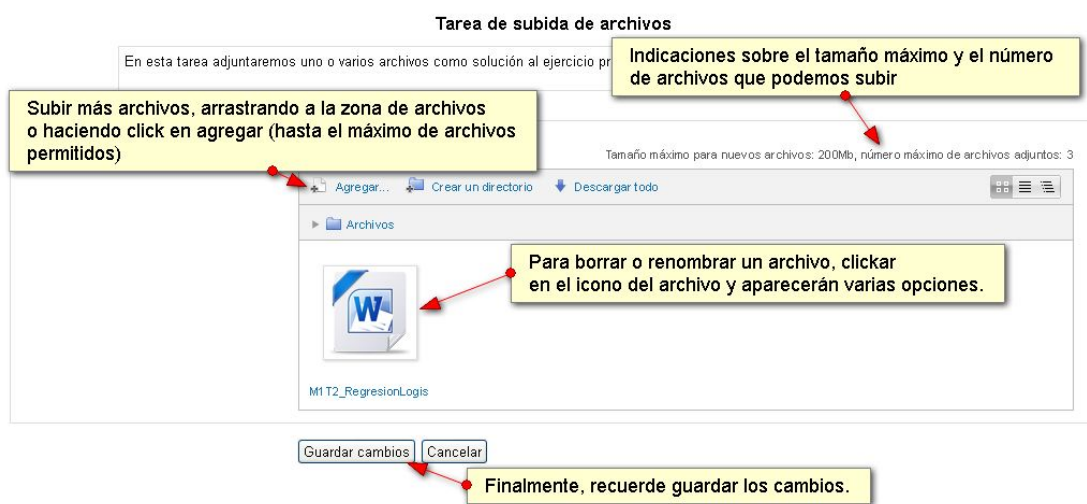 Tarea de subida de archivos
En esta tarea adjuntaremos uno o varios archivos como solución al ejercicio
Indicaciones sobre el tamaño máximo y el número
de archivos que podemos subir
Subir más archivos, arrastrando a la zona de archivos
o haciendo click en agregar (hasta el máximo de archivos
permitidos)
Tamaño máximo para nuevos archivos: 200Mb, número máximo de archivos adjuntos: 3
Agregar... Crear un directorio Descargar todo
Archivos
Para borrar o renombrar un archivo, clickar
en el icono del archivo y aparecerán varias opciones.
W
M1T2_RegresionLogis
Guardar cambios Cancelar
Finalmente, recuerde guardar los cambios.